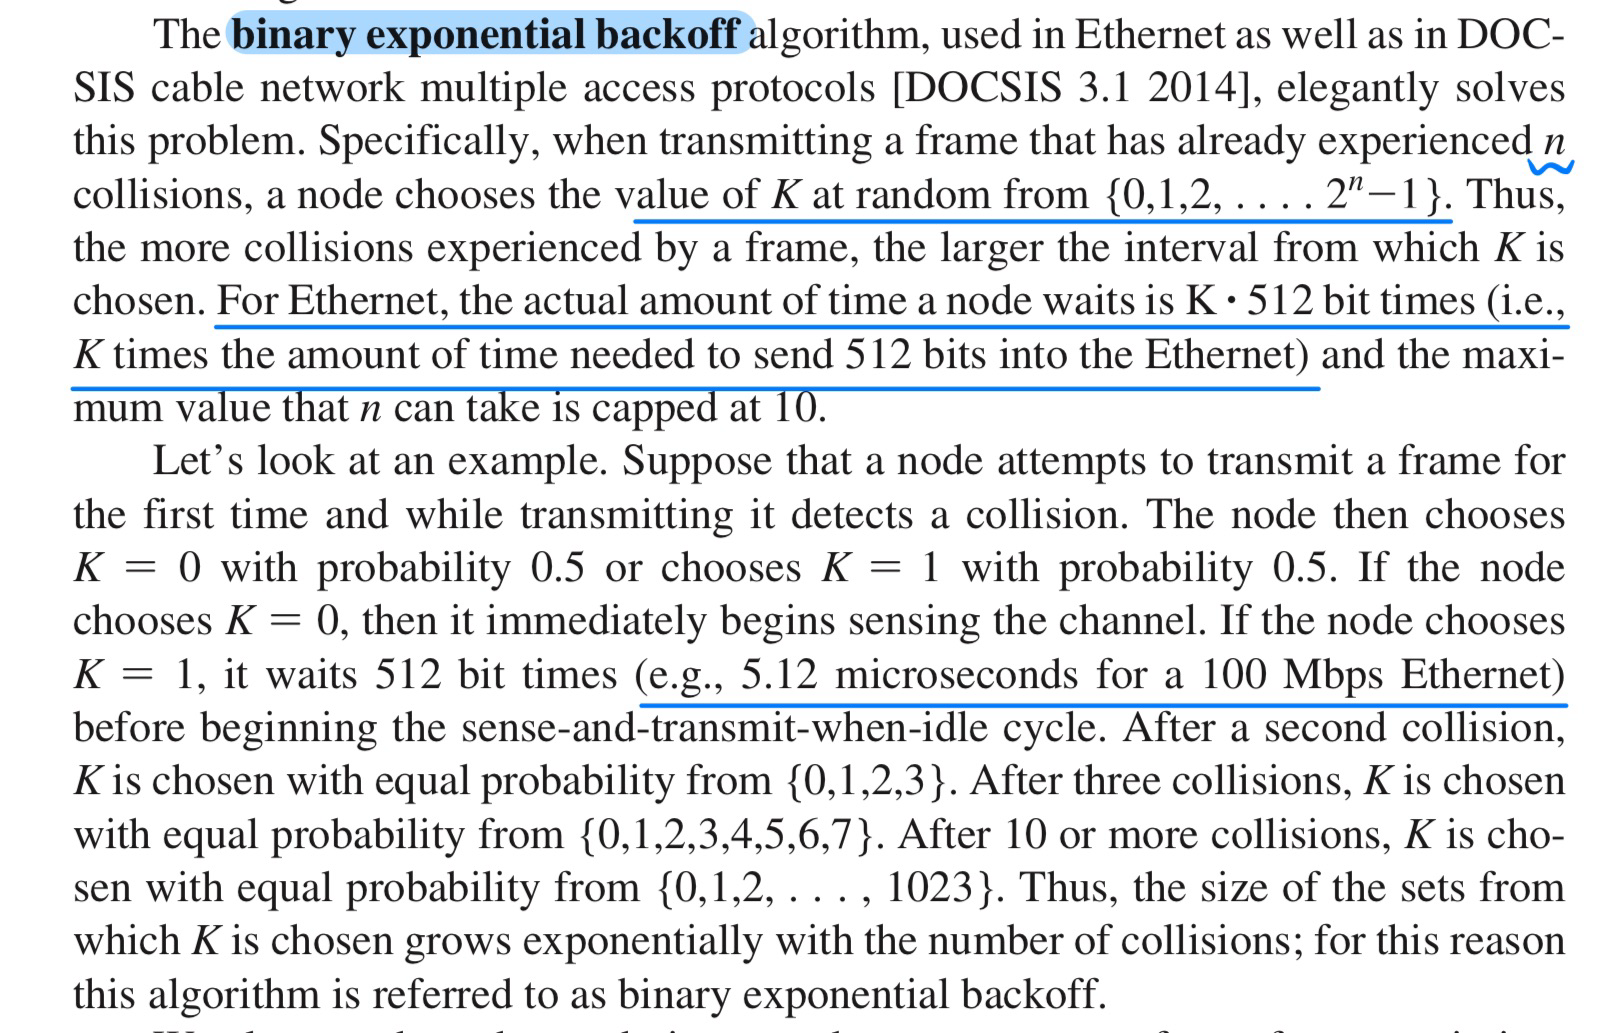 The binary exponential backoff algorithm, used in Ethernet as well as in DOC-
SIS cable network multiple access protocols [DOCSIS 3.1 2014], elegantly solves
this problem. Specifically, when transmitting a frame that has already experienced n
collisions, a node chooses the value of K at random from {0,1,2, . . . . 2ⁿ−1}. Thus,
the more collisions experienced by a frame, the larger the interval from which K is
chosen. For Ethernet, the actual amount of time a node waits is K · 512 bit times (i.e.,
K times the amount of time needed to send 512 bits into the Ethernet) and the maxi-
mum value that n can take is capped at 10.
Let’s look at an example. Suppose that a node attempts to transmit a frame for
the first time and while transmitting it detects a collision. The node then chooses
K = 0 with probability 0.5 or chooses K = 1 with probability 0.5. If the node
chooses K = 0, then it immediately begins sensing the channel. If the node chooses
K = 1, it waits 512 bit times (e.g., 5.12 microseconds for a 100 Mbps Ethernet)
before beginning the sense-and-transmit-when-idle cycle. After a second collision,
K is chosen with equal probability from {0,1,2,3}. After three collisions, K is chosen
with equal probability from {0,1,2,3,4,5,6,7}. After 10 or more collisions, K is cho-
sen with equal probability from {0,1,2, . . . , 1023}. Thus, the size of the sets from
which K is chosen grows exponentially with the number of collisions; for this reason
this algorithm is referred to as binary exponential backoff.